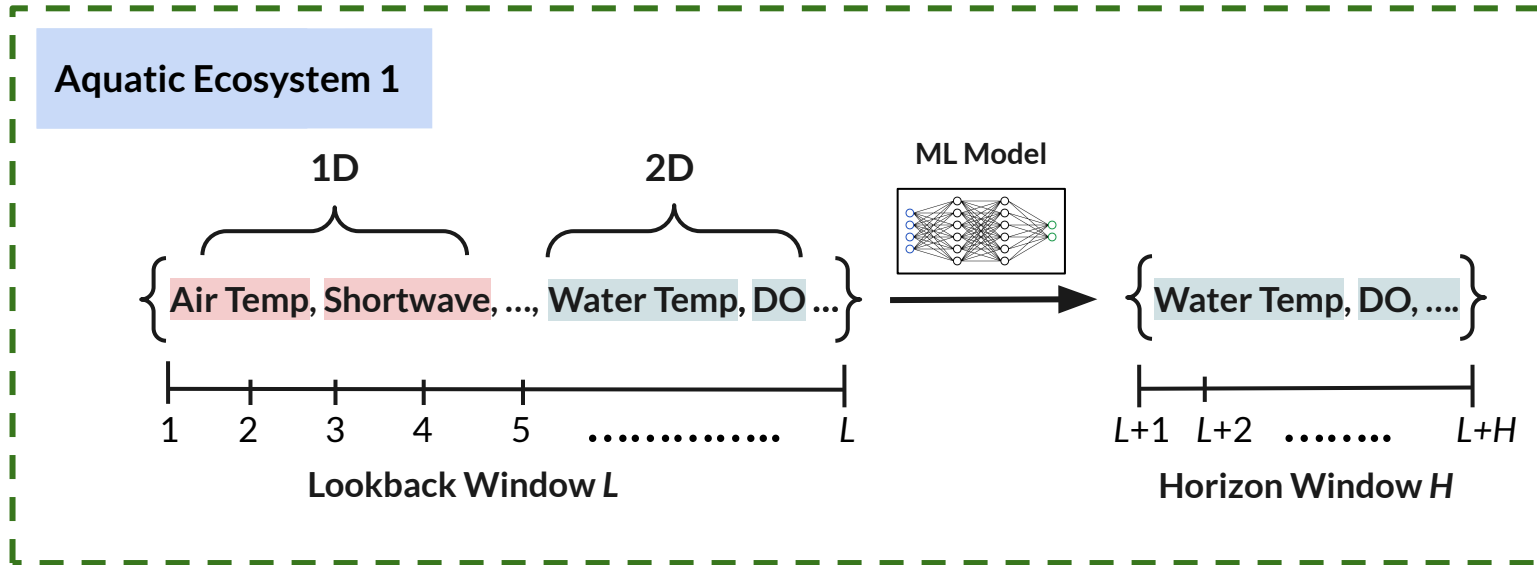 Aquatic Ecosystem 1
1D
2D
ML Model
{Air Temp, Shortwave, ..., Water Temp, DO ...}
{Water Temp, DO, ....}
1 2 3 4 5 .............. L
L+1 L+2 ........ L+H
Lookback Window L
Horizon Window H